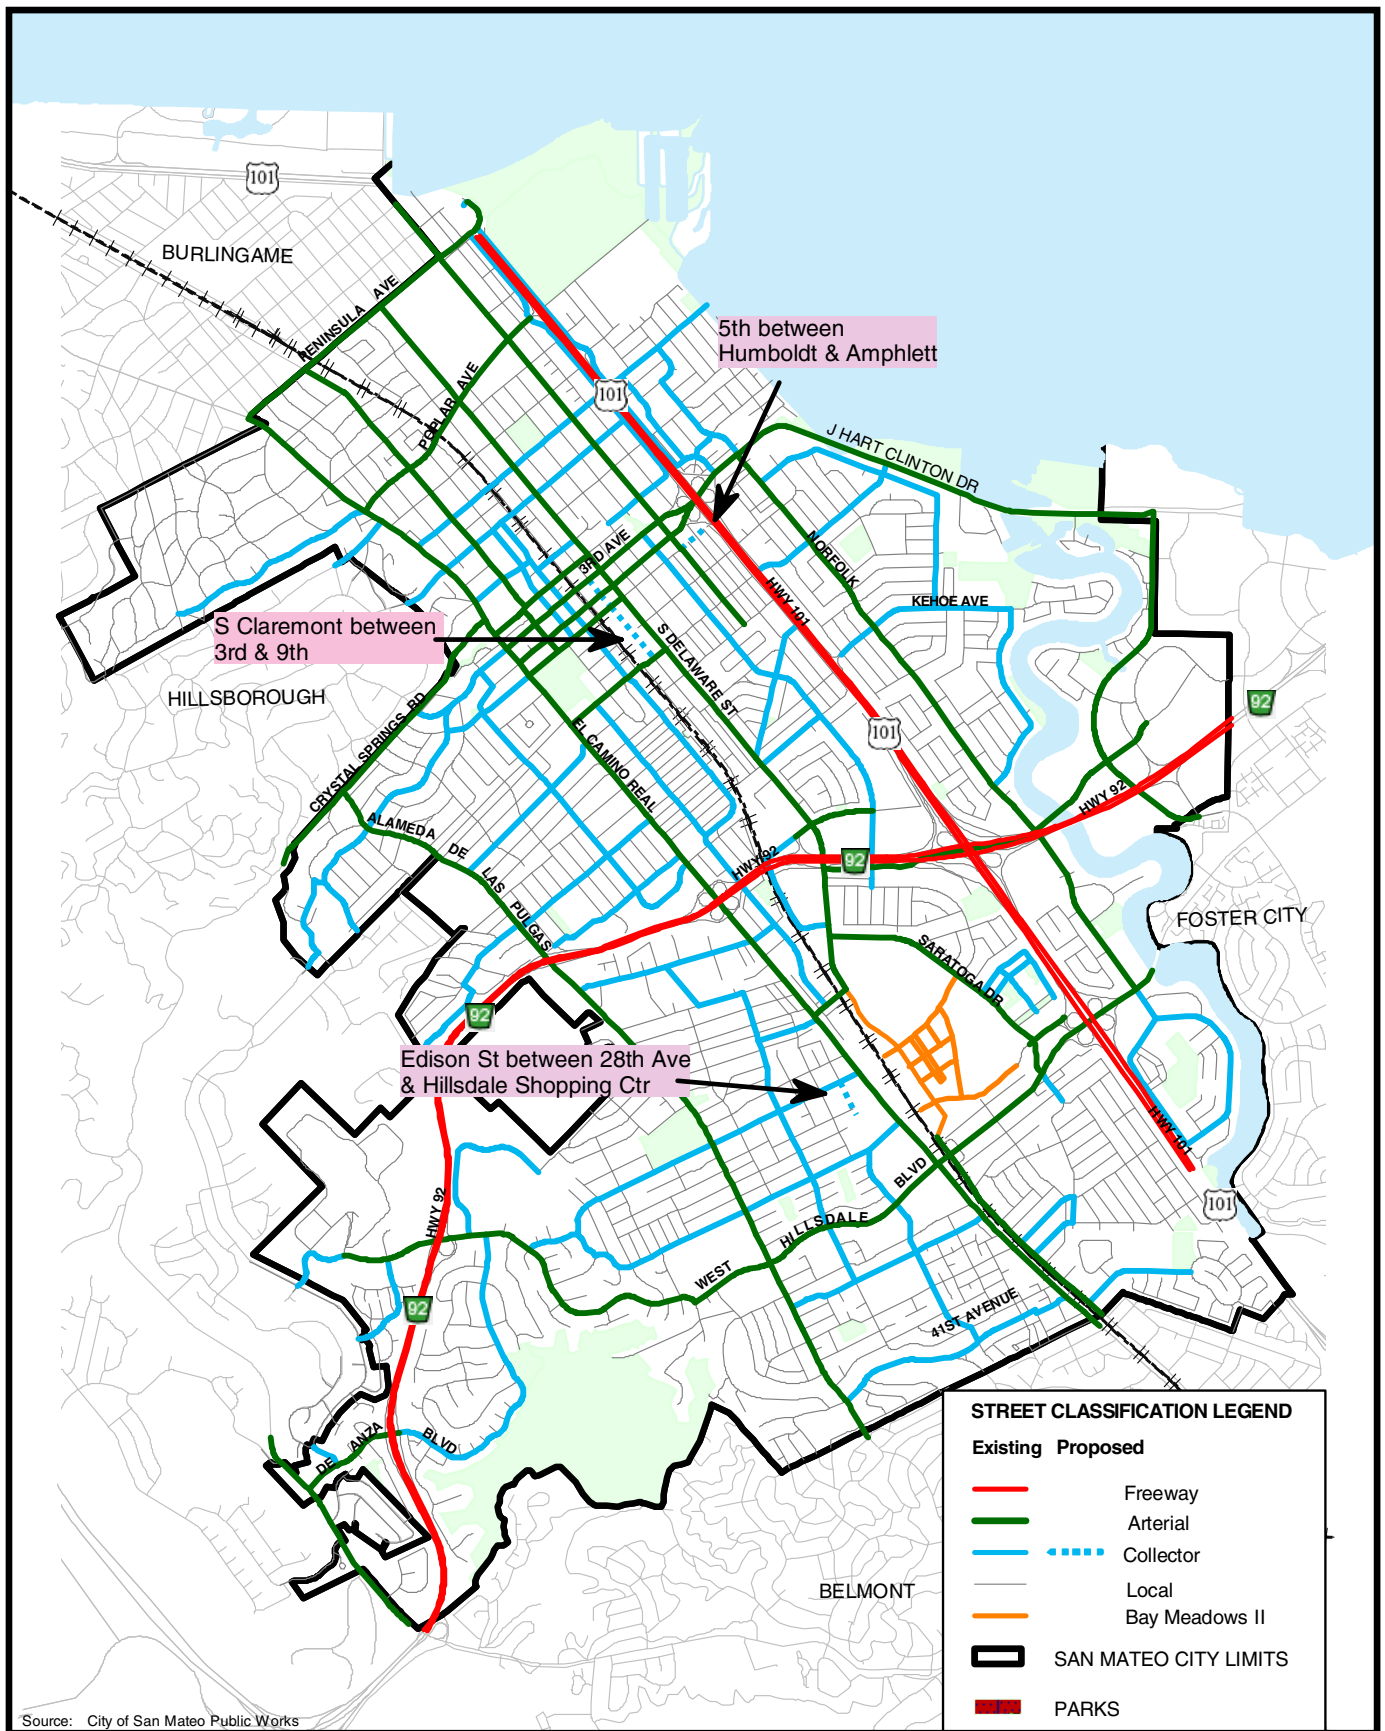 101
BURLINGAME
PENINSULA AVE
5th between
Humboldt & Amphlett
101
POPLAR AVE
J HART CLINTON DR
3RD AVE
NORFOLK
HWY 101
KEHOE AVE
S Claremont between
3rd & 9th
S DELAWARE ST
HILLSBOROUGH
92
CRYSTAL SPRINGS RD
EL CAMINO REAL
101
HWY 92
ALAMEDA DE LAS PULGAS
HWY 92
92
FOSTER CITY
SARATOGA DR
92
Edison St between 28th Ave
& Hillsdale Shopping Ctr
HWY 101
HWY 92
WEST HILLSDALE BLVD
101
92
41ST AVENUE
DE ANZA BLVD
STREET CLASSIFICATION LEGEND
Existing Proposed
Freeway
Arterial
Collector
Local
Bay Meadows II
SAN MATEO CITY LIMITS
PARKS
BELMONT
Source: City of San Mateo Public Works